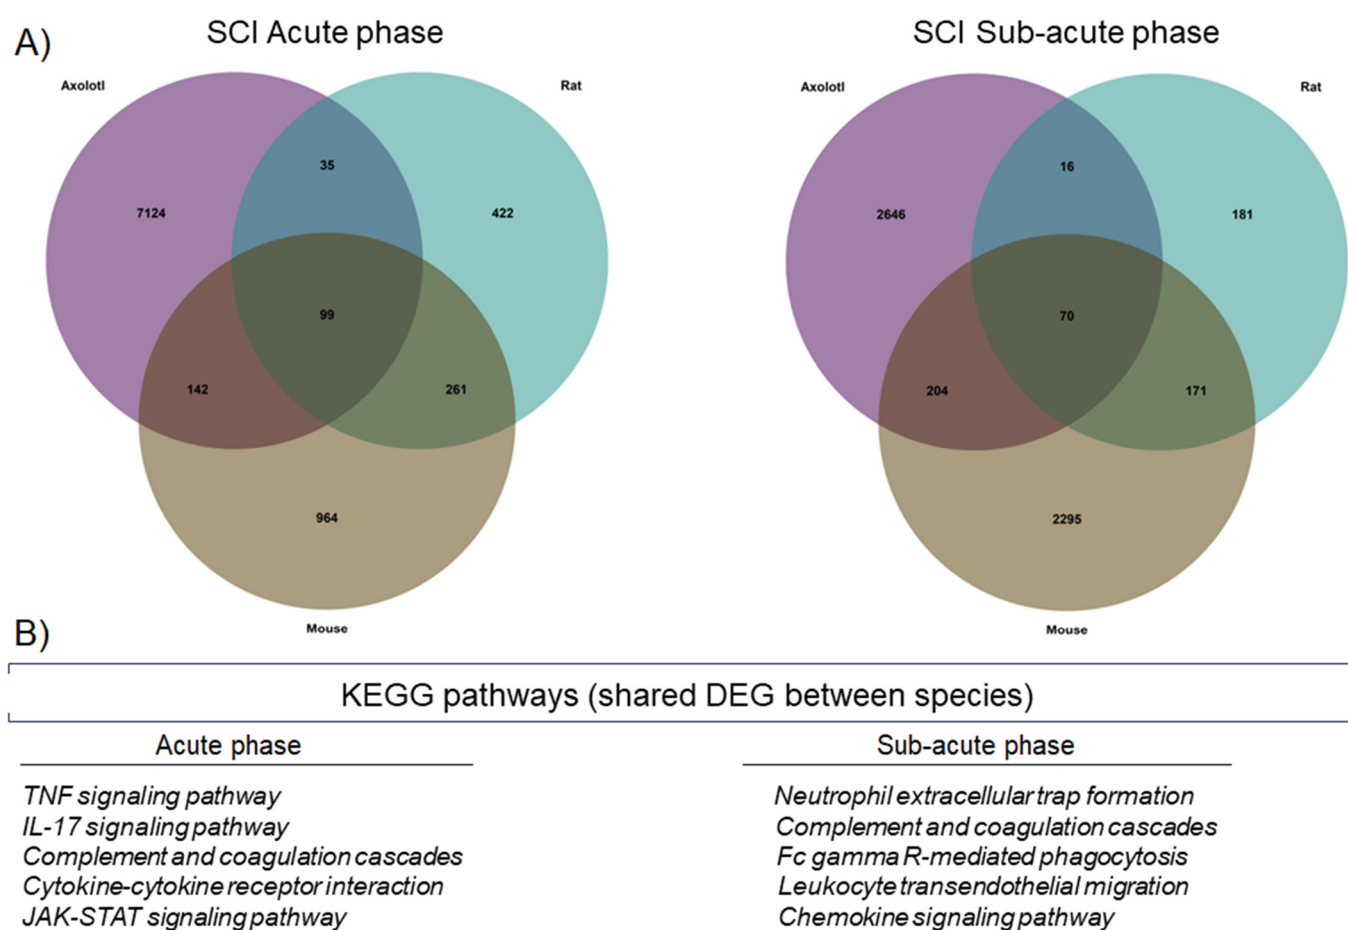 A)
SCI Acute phase
Axolotl
Rat
35
7124
422
99
142
261
964
Mouse
SCI Sub-acute phase
Axolotl
Rat
16
2646
181
70
204
171
2295
Mouse
B)
KEGG pathways (shared DEG between species)
Acute phase
TNF signaling pathway
IL-17 signaling pathway
Complement and coagulation cascades
Cytokine-cytokine receptor interaction
JAK-STAT signaling pathway
Sub-acute phase
Neutrophil extracellular trap formation
Complement and coagulation cascades
Fc gamma R-mediated phagocytosis
Leukocyte transendothelial migration
Chemokine signaling pathway